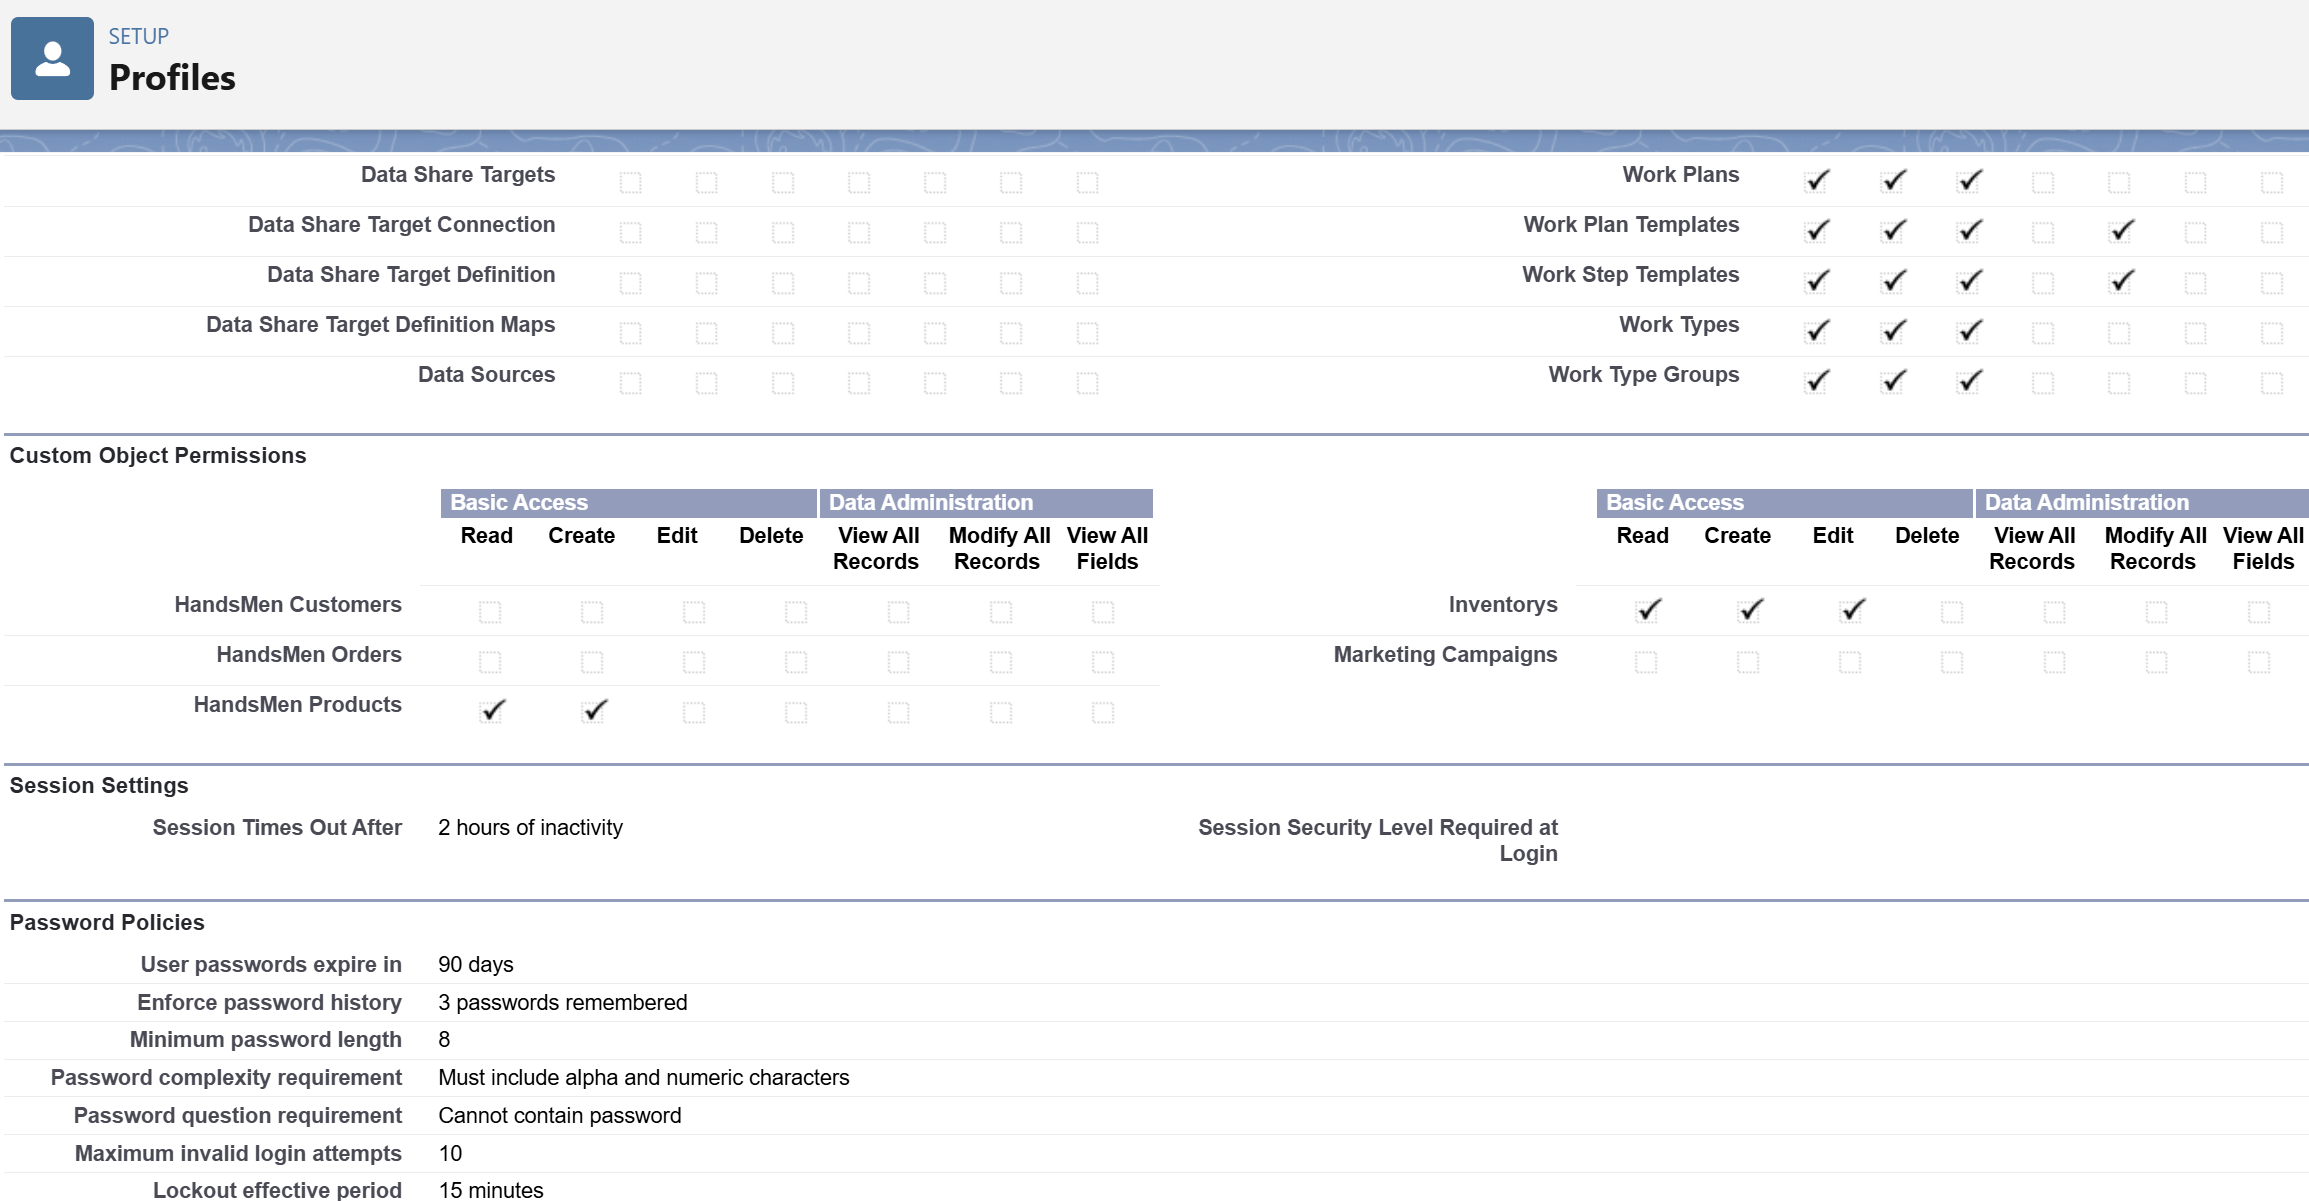 SETUP
Profiles
Data Share Targets
Work Plans
Data Share Target Connection
Work Plan Templates
Data Share Target Definition
Work Step Templates
Data Share Target Definition Maps
Work Types
Data Sources
Work Type Groups
Custom Object Permissions
Basic Access Data Administration
Basic Access Data Administration
Read Create Edit Delete View All Records Modify All Records View All Fields
Read Create Edit Delete View All Records Modify All Records View All Fields
HandsMen Customers
Inventorys
HandsMen Orders
Marketing Campaigns
HandsMen Products
Session Settings
Session Times Out After 2 hours of inactivity
Session Security Level Required at
Login
Password Policies
User passwords expire in 90 days
Enforce password history 3 passwords remembered
Minimum password length 8
Password complexity requirement Must include alpha and numeric characters
Password question requirement Cannot contain password
Maximum invalid login attempts 10
Lockout effective period 15 minutes